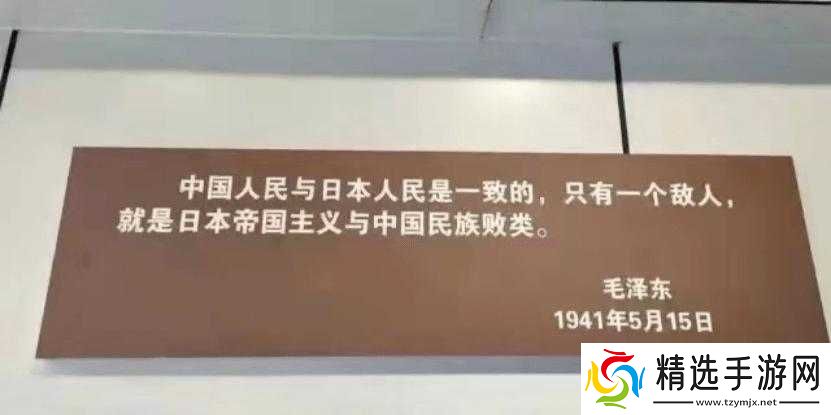 中国人民与日本人民是一致的，只有一个敌人，
就是日本帝国主义与中国民族败类。
毛泽东
1941年5月15日
精选手游网
www.tzymjx.net